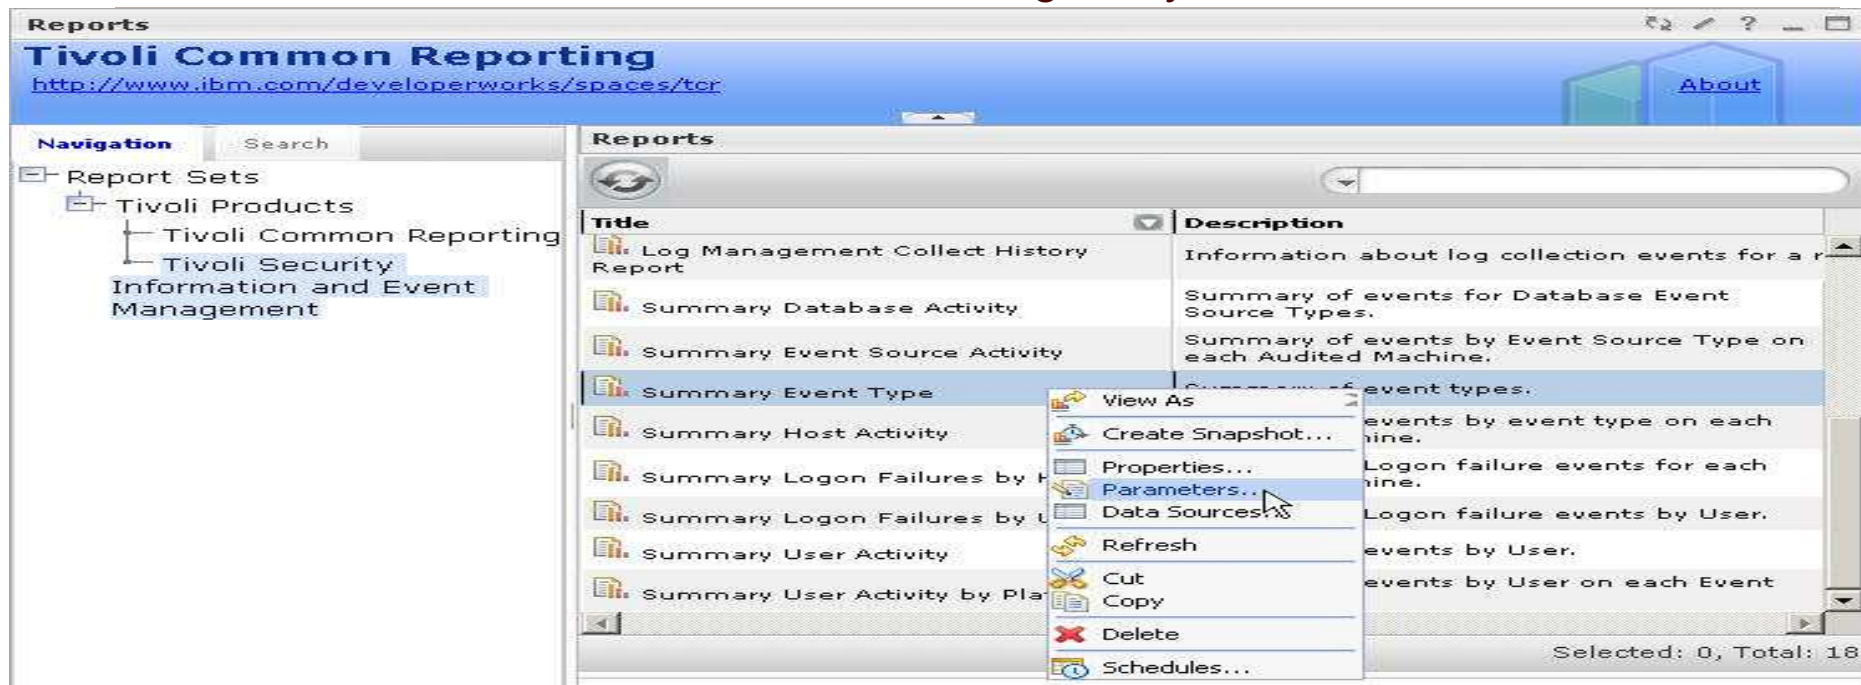 Reports
Tivoli Common Reporting
http://www.ibm.com/developerworks/spaces/tcr
About
Navigation
Search
Report Sets
Tivoli Products
Tivoli Common Reporting
Tivoli Security
Information and Event
Management
Reports
Title
Description
Log Management Collect History
Report
Information about log collection events for a r
Summary Database Activity
Summary of events for Database Event
Source Types.
Summary Event Source Activity
Summary of events by Event Source Type on
each Audited Machine.
Summary Event Type
event types.
Summary Host Activity
events by event type on each
ine.
Summary Logon Failures by H
Logon failure events for each
ine.
Summary Logon Failures by U
Logon failure events by User.
Summary User Activity
events by User.
Summary User Activity by Pla
events by User on each Event
View As
Create Snapshot...
Properties...
Parameters...
Data Sources...
Refresh
Cut
Copy
Delete
Schedules...
Selected: 0, Total: 18